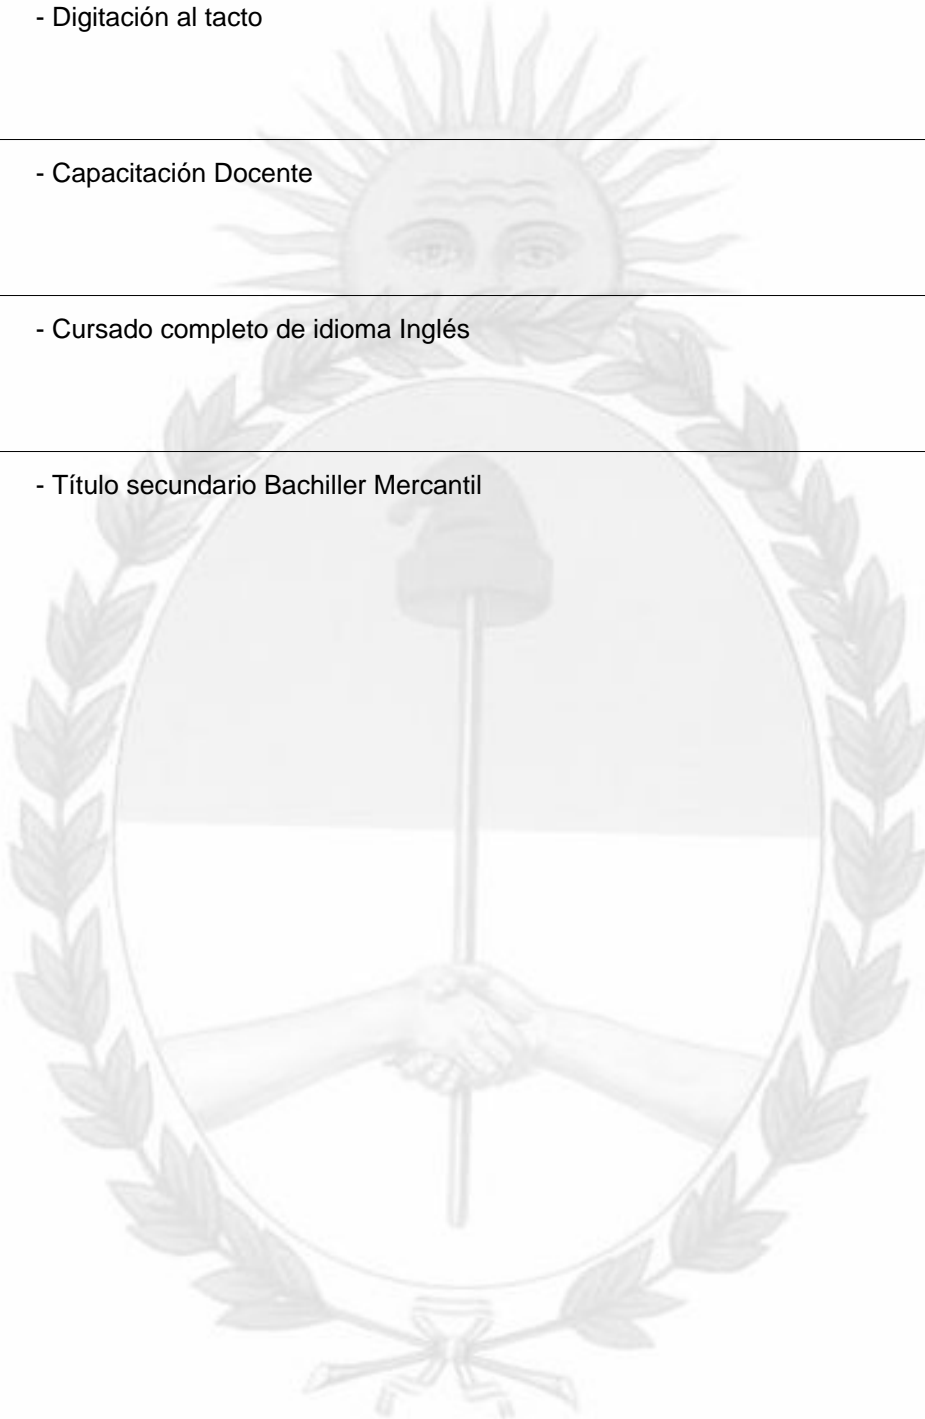 - Digitación al tacto
- Capacitación Docente
- Cursado completo de idioma Inglés
- Título secundario Bachiller Mercantil